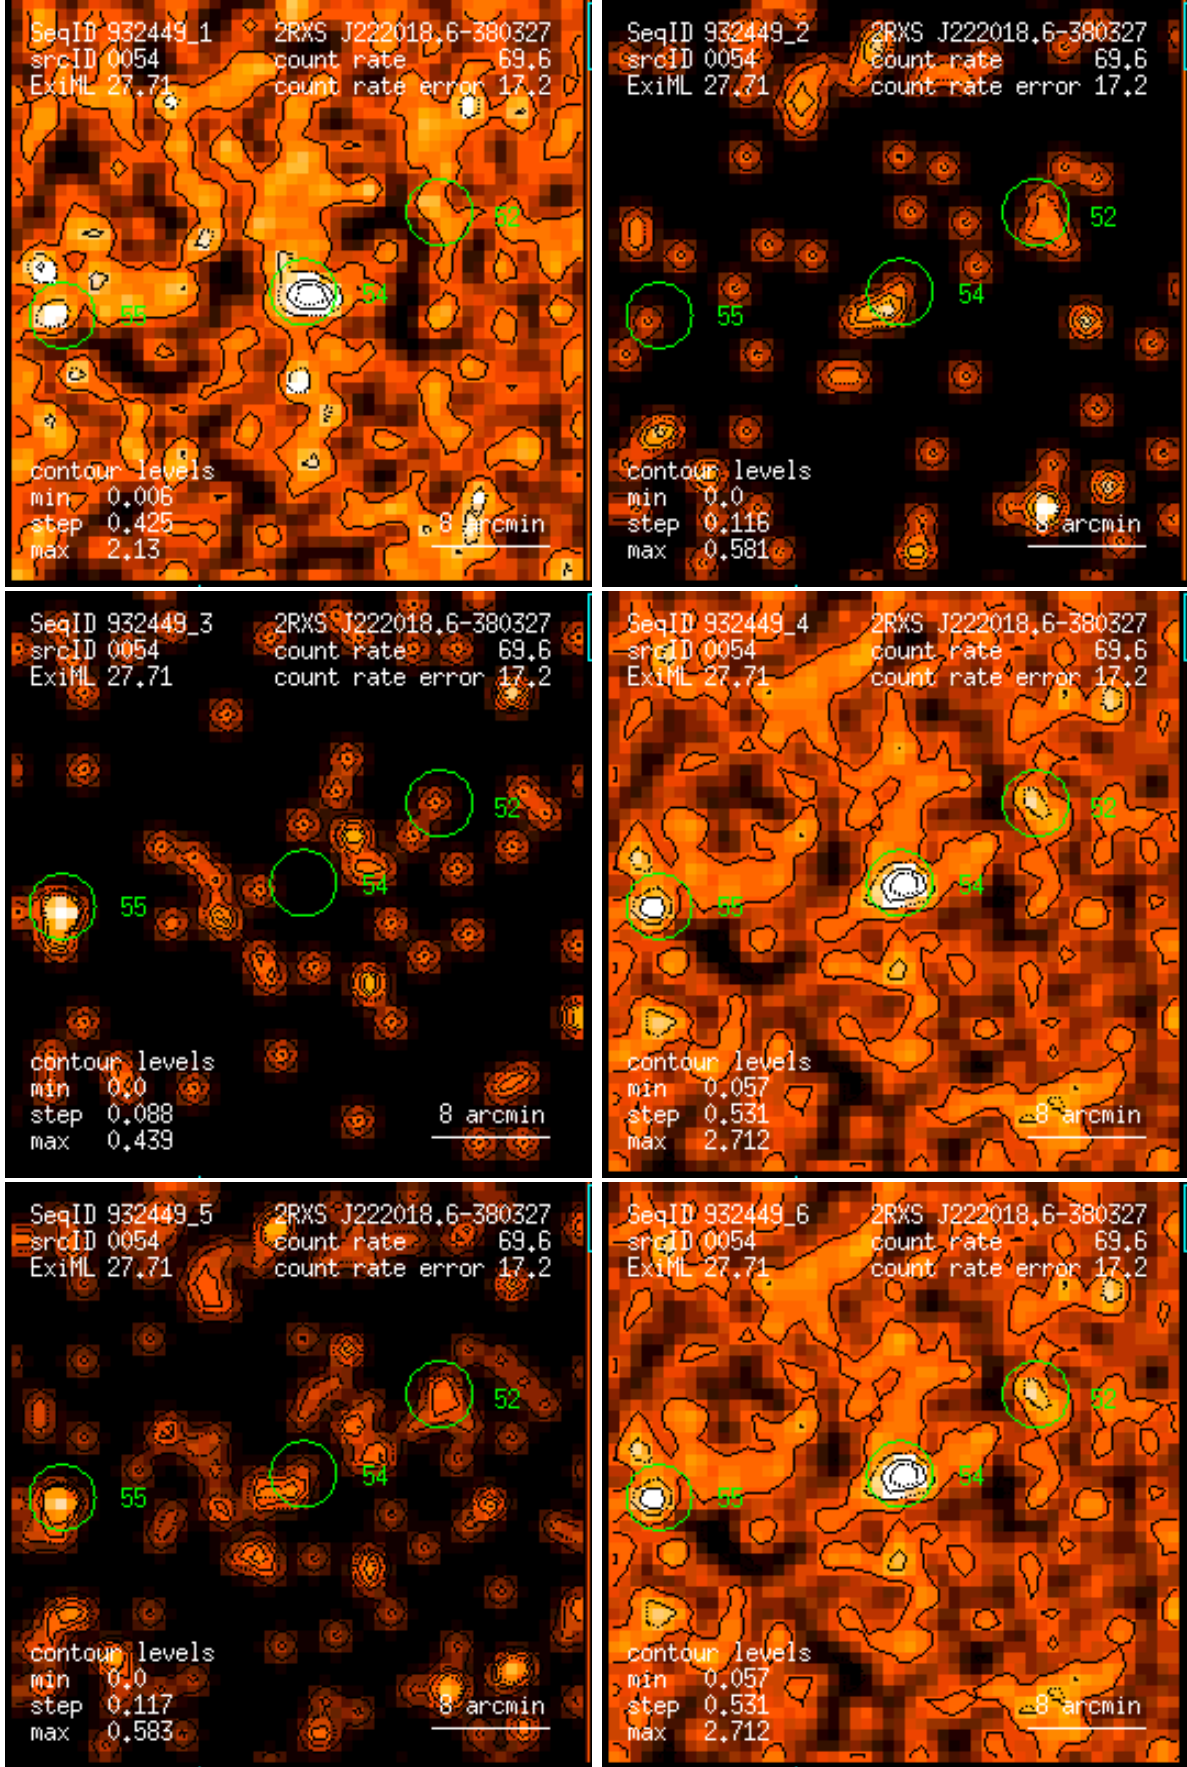 SeqID 932449_1 2RXS J222018.6-380327
srcID 0054 count rate 69.6
ExiML 27.71 count rate error 17.2
52
54
55
contour levels
min 0.006
step 0.425
max 2.13
8 arcmin
SeqID 932449_2 2RXS J222018.6-380327
srcID 0054 count rate 69.6
ExiML 27.71 count rate error 17.2
52
54
55
contour levels
min 0.0
step 0.116
max 0.581
8 arcmin
SeqID 932449_3 2RXS J222018.6-380327
srcID 0054 count rate 69.6
ExiML 27.71 count rate error 17.2
52
54
55
contour levels
min 0.0
step 0.088
max 0.439
8 arcmin
SeqID 932449_4 2RXS J222018.6-380327
srcID 0054 count rate 69.6
ExiML 27.71 count rate error 17.2
52
54
55
contour levels
min 0.057
step 0.531
max 2.712
8 arcmin
SeqID 932449_5 2RXS J222018.6-380327
srcID 0054 count rate 69.6
ExiML 27.71 count rate error 17.2
52
54
55
contour levels
min 0.0
step 0.117
max 0.583
8 arcmin
SeqID 932449_6 2RXS J222018.6-380327
srcID 0054 count rate 69.6
ExiML 27.71 count rate error 17.2
52
54
55
contour levels
min 0.057
step 0.531
max 2.712
8 arcmin